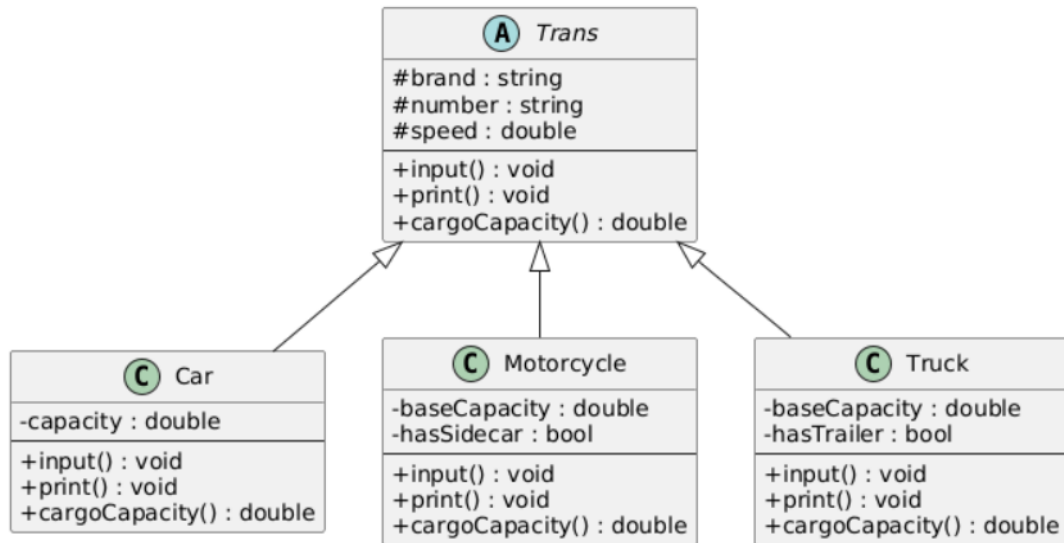 A Trans
#brand : string
#number : string
#speed : double
+input() : void
+print() : void
+cargoCapacity() : double
C Car
-capacity : double
+input() : void
+print() : void
+cargoCapacity() : double
C Motorcycle
-baseCapacity : double
-hasSidecar : bool
+input() : void
+print() : void
+cargoCapacity() : double
C Truck
-baseCapacity : double
-hasTrailer : bool
+input() : void
+print() : void
+cargoCapacity() : double